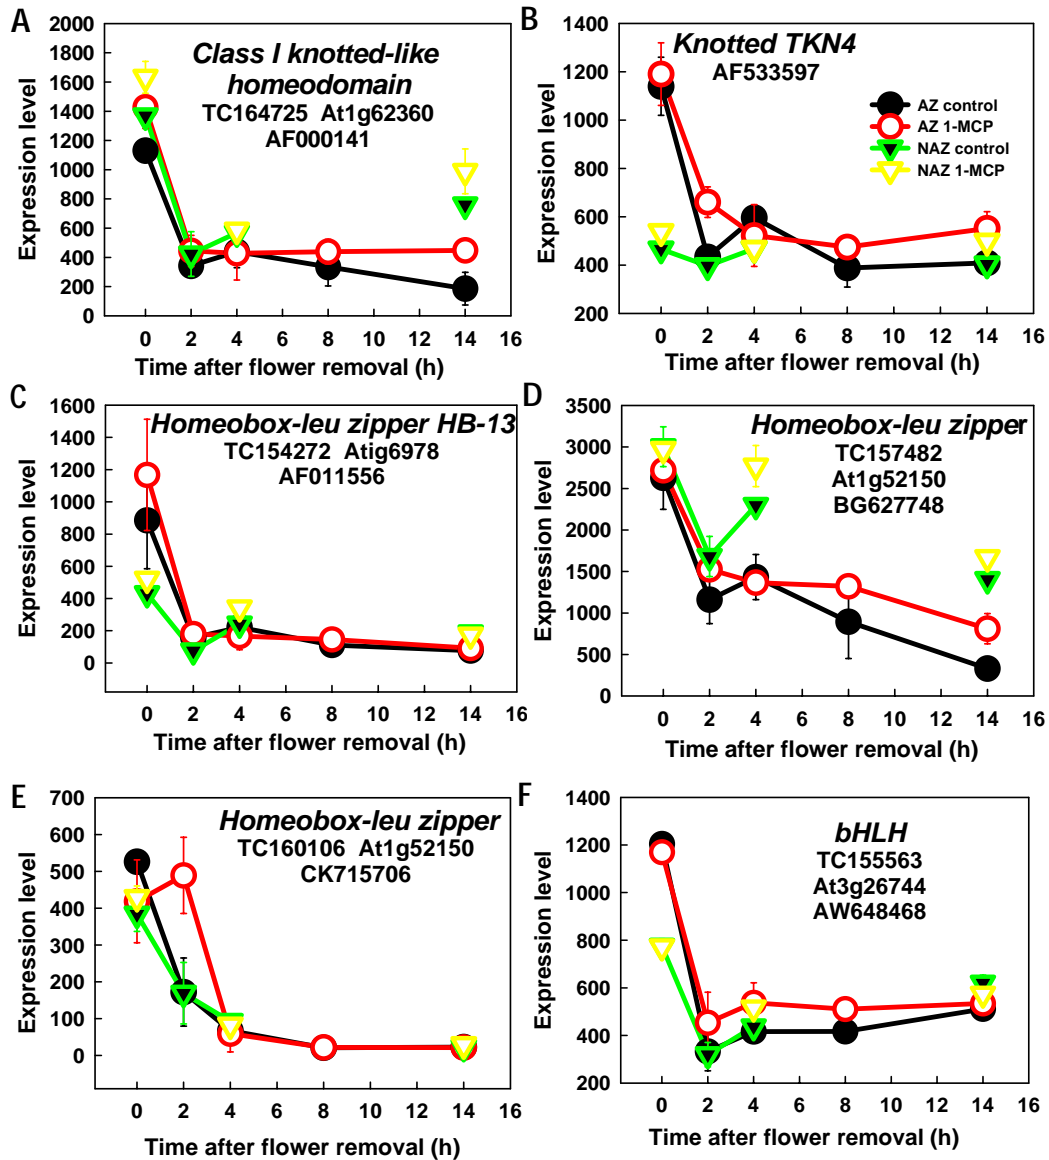 A
2000
1800
1600
1400
1200
1000
800
600
400
200
0
Expression level
Class I knotted-like
homeodomain
TC164725 At1g62360
AF000141
0 2 4 6 8 10 12 14 16
Time after flower removal (h)
B
1400
1200
1000
800
600
400
200
Expression level
Knotted TKN4
AF533597
AZ control
AZ 1-MCP
NAZ control
NAZ 1-MCP
0 2 4 6 8 10 12 14 16
Time after flower removal (h)
C
1600
1400
1200
1000
800
600
400
200
0
Expression level
Homeobox-leu zipper HB-13
TC154272 Atig6978
AF011556
0 2 4 6 8 10 12 14 16
Time after flower removal (h)
D
3500
3000
2500
2000
1500
1000
500
0
Expression level
Homeobox-leu zipper
TC157482
At1g52150
BG627748
0 2 4 6 8 10 12 14 16
Time after flower removal (h)
E
700
600
500
400
300
200
100
0
Expression level
Homeobox-leu zipper
TC160106 At1g52150
CK715706
0 2 4 6 8 10 12 14 16
Time after flower removal (h)
F
1400
1200
1000
800
600
400
200
Expression level
bHLH
TC155563
At3g26744
AW648468
0 2 4 6 8 10 12 14 16
Time after flower removal (h)